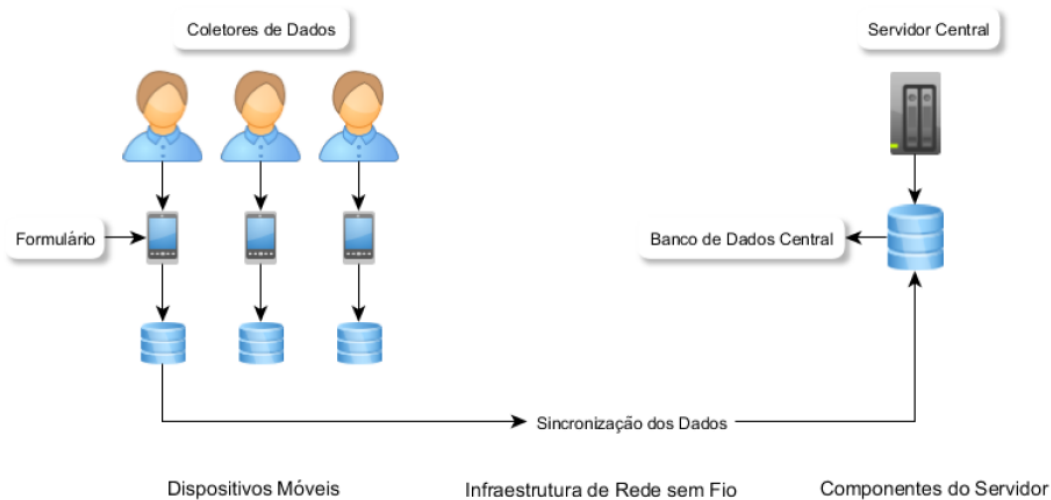 Coletores de Dados
Servidor Central
Formulário
Banco de Dados Central
Sincronização dos Dados
Dispositivos Móveis
Infraestrutura de Rede sem Fio
Componentes do Servidor